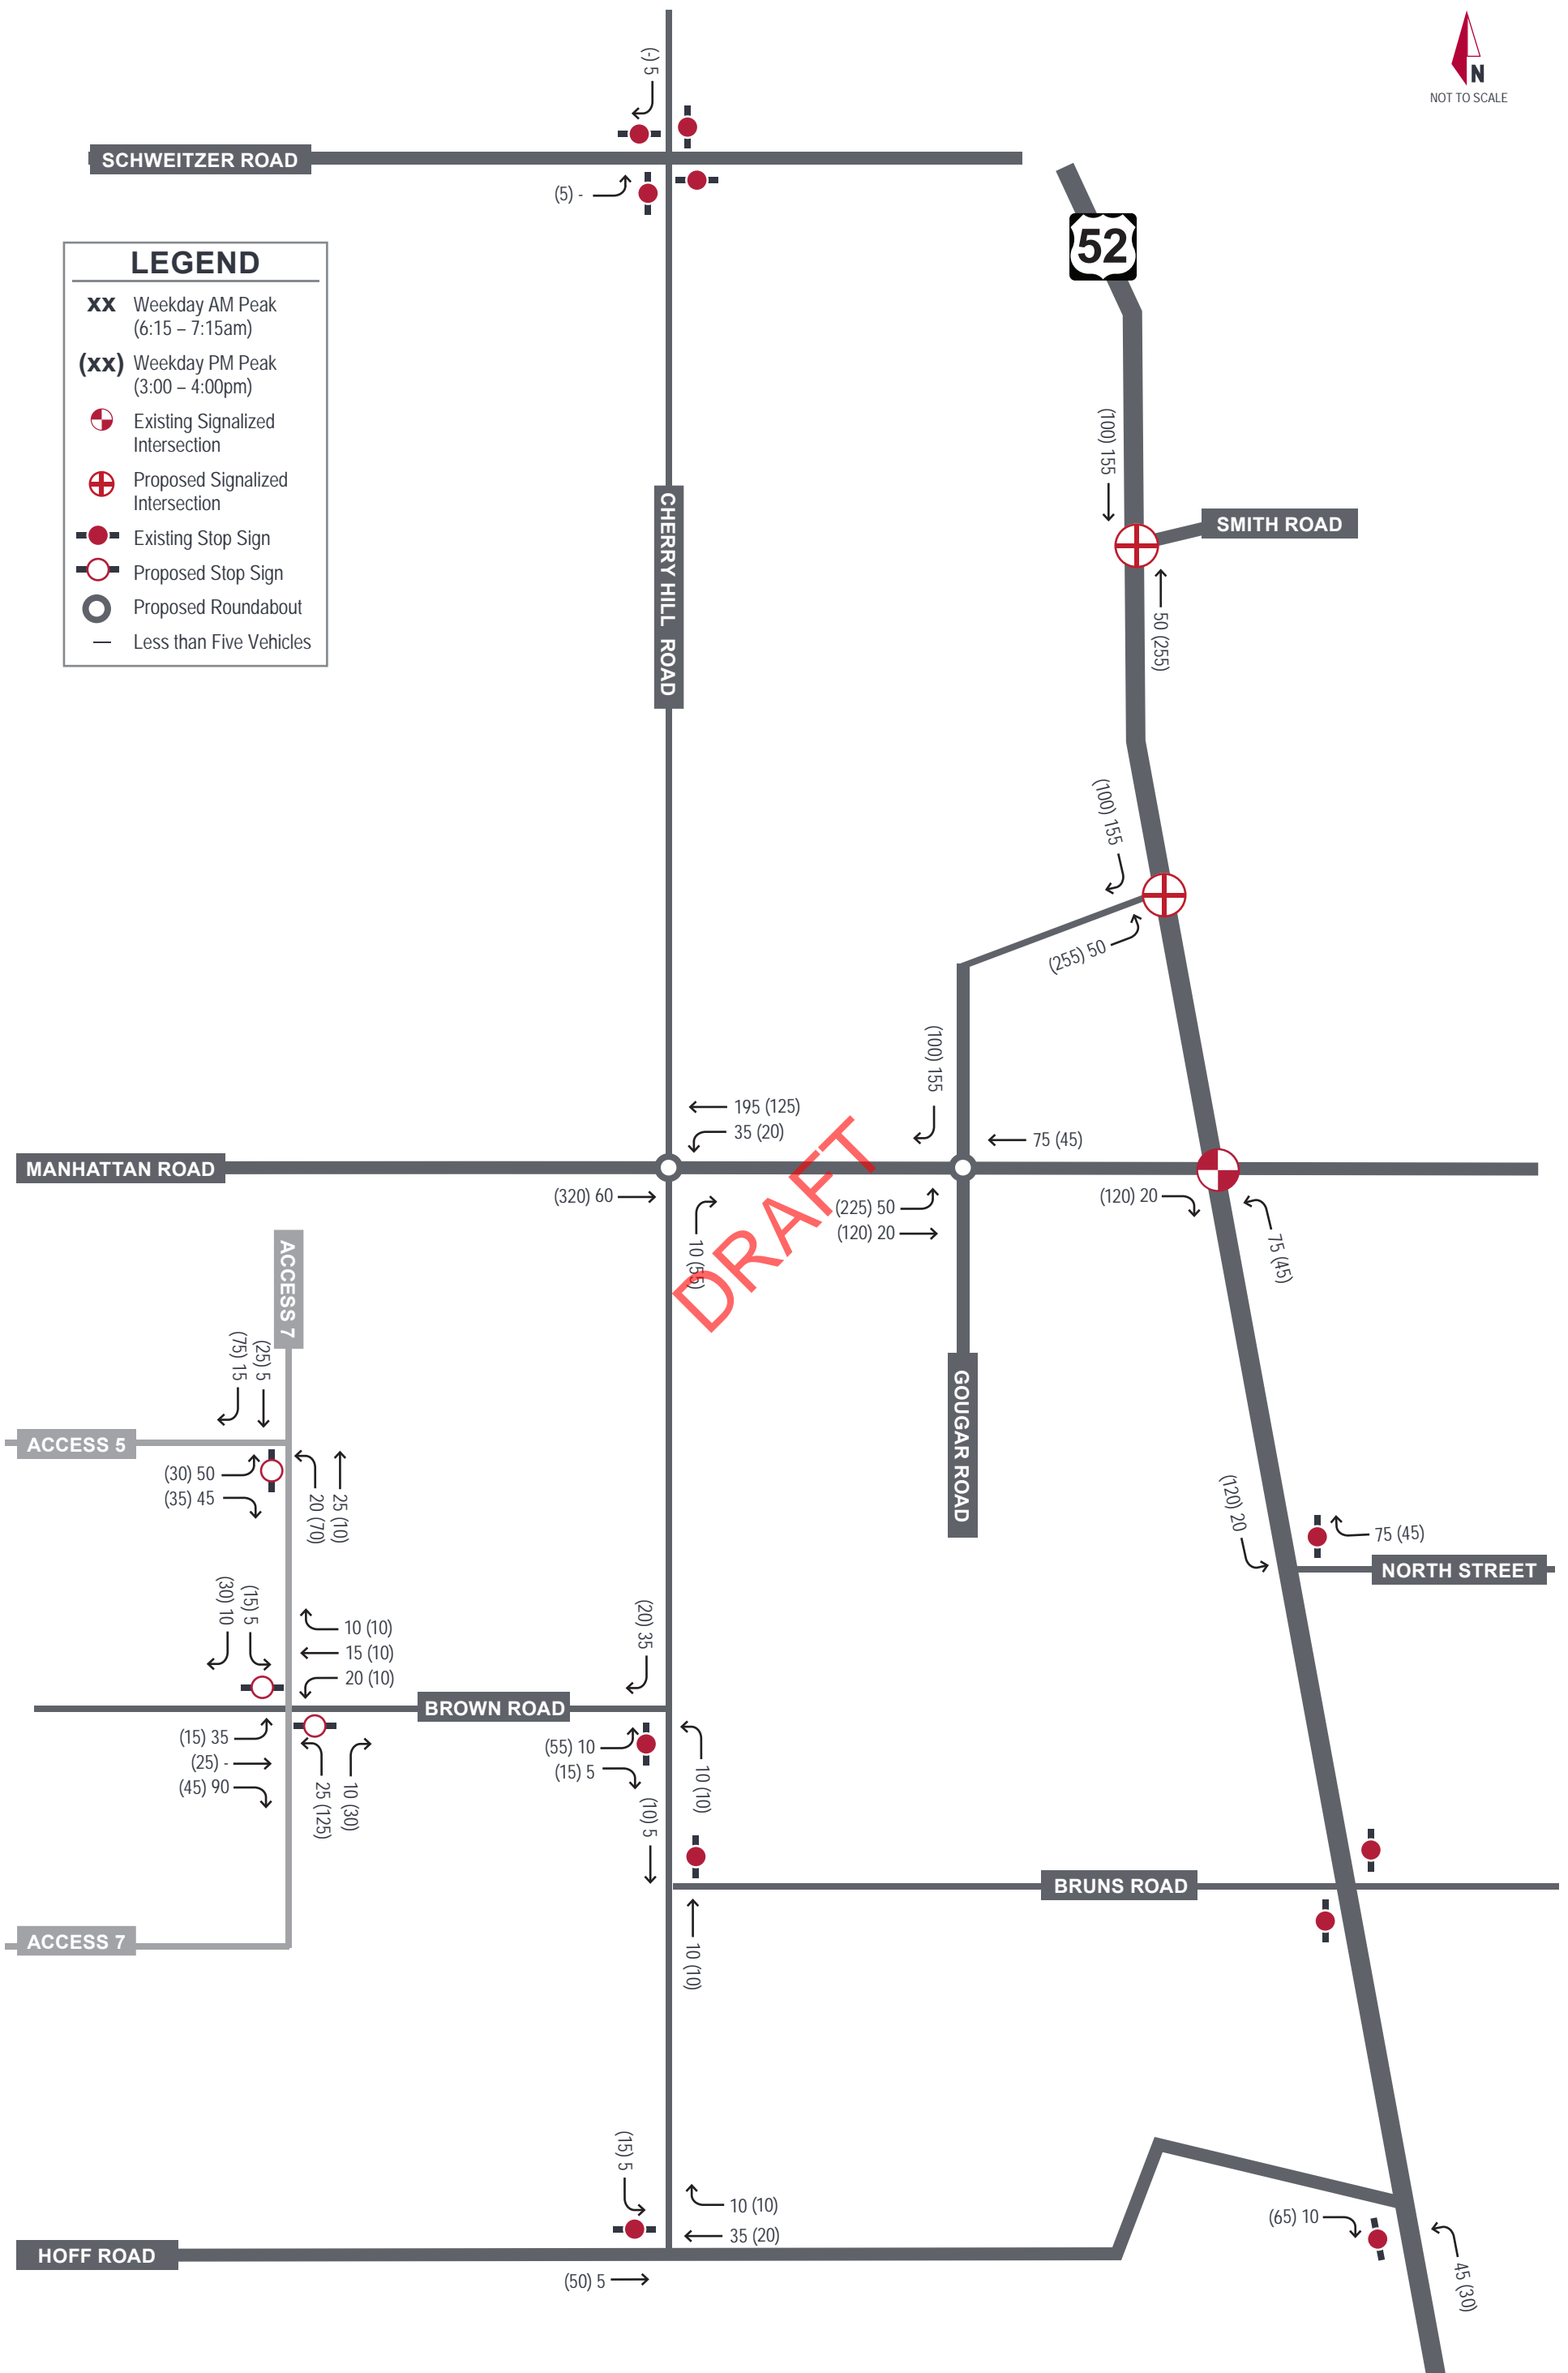 (-) 5
N
NOT TO SCALE
SCHWEITZER ROAD
(5) -
52
LEGEND
xx Weekday AM Peak
(6:15 – 7:15am)
(xx) Weekday PM Peak
(3:00 – 4:00pm)
Existing Signalized
Intersection
Proposed Signalized
Intersection
Existing Stop Sign
Proposed Stop Sign
Proposed Roundabout
— Less than Five Vehicles
(100) 155
CHERRY HILL ROAD
SMITH ROAD
50 (255)
(100) 155
(255) 50
(100) 155
195 (125)
35 (20)
75 (45)
MANHATTAN ROAD
(320) 60
10 (55)
DRAFT
(225) 50
(120) 20
(120) 20
75 (45)
ACCESS 7
(75) 15
(25) 5
GOUGAR ROAD
ACCESS 5
(30) 50
(35) 45
20 (70)
25 (10)
(120) 20
75 (45)
NORTH STREET
(30) 10
(15) 5
10 (10)
15 (10)
20 (10)
(20) 35
BROWN ROAD
(15) 35
(25) -
(45) 90
25 (125)
10 (30)
(55) 10
(15) 5
10 (10)
(10) 5
BRUNS ROAD
ACCESS 7
10 (10)
(15) 5
10 (10)
35 (20)
HOFF ROAD
(50) 5
(65) 10
45 (30)